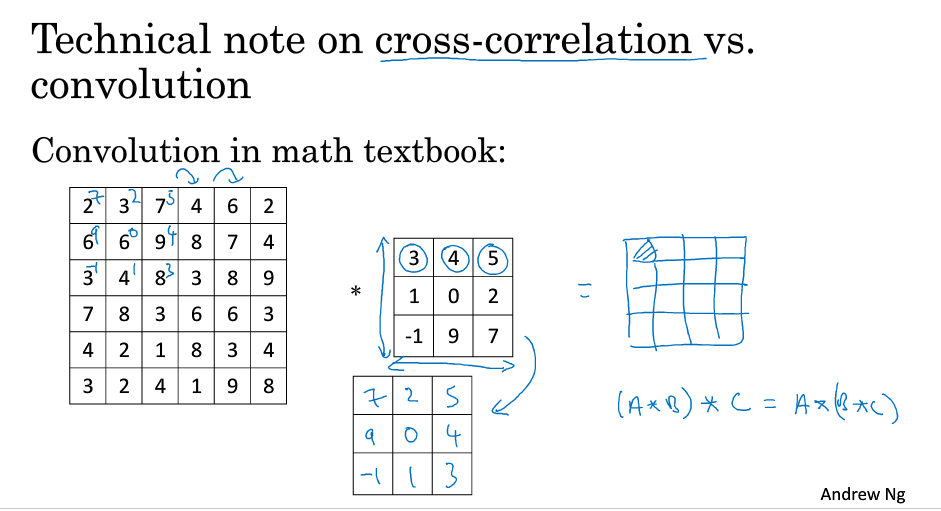 Technical note on cross-correlation vs.
convolution
Convolution in math textbook:
2 7 3 2 7 5 4 6 2
6 9 6 0 9 4 8 7 4
3 -1 4 1 8 3 3 8 9
7 8 3 6 6 3
4 2 1 8 3 4
3 2 4 1 9 8
*
3 4 5
1 0 2
-1 9 7
=
7 2 5
9 0 4
-1 1 3
(A*B) * C = A*(B*C)
Andrew Ng